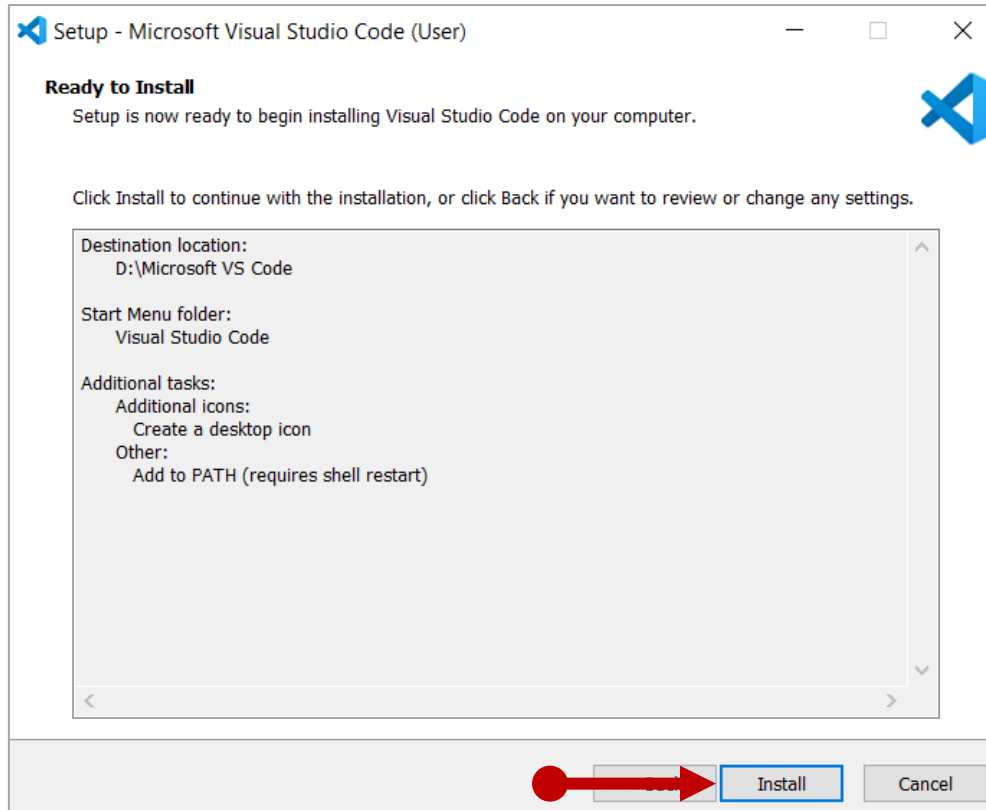 Setup - Microsoft Visual Studio Code (User)
Ready to Install
Setup is now ready to begin installing Visual Studio Code on your computer.
Click Install to continue with the installation, or click Back if you want to review or change any settings.
Destination location:
D:\Microsoft VS Code
Start Menu folder:
Visual Studio Code
Additional tasks:
Additional icons:
Create a desktop icon
Other:
Add to PATH (requires shell restart)
Install
Cancel